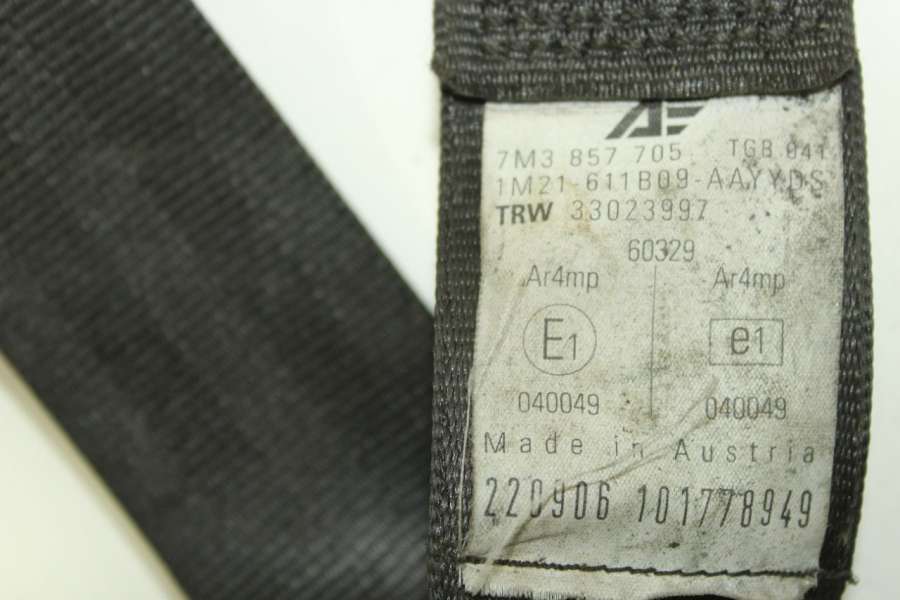 AE
7M3 857 705 TGB 041
1M21-611B09-AAYYDS
TRW 33023997
60329
Ar4mp Ar4mp
E1 e1
040049 040049
Made in Austria
220906 101778949